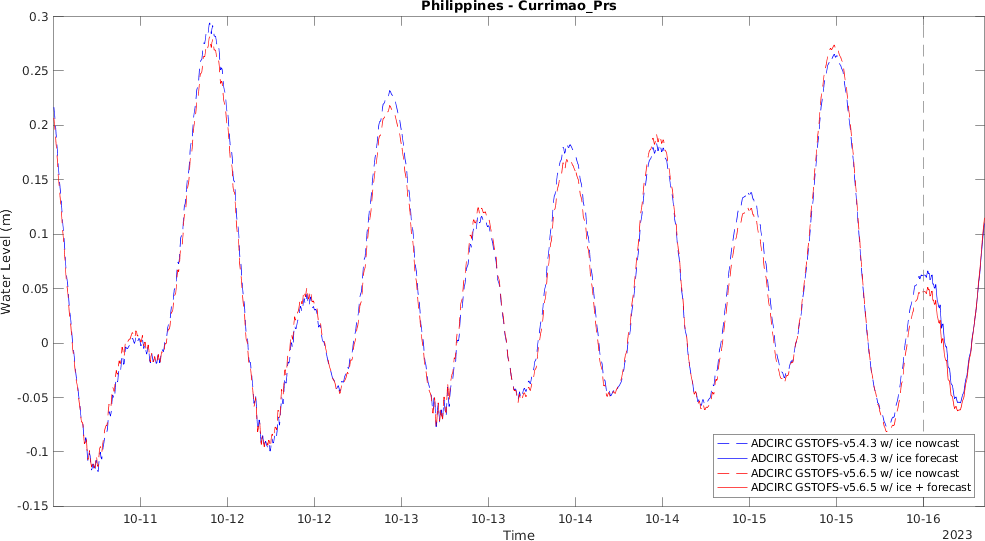 Philippines - Currimao_Prs
0.3
0.25
0.2
0.15
0.1
0.05
0
-0.05
-0.1
-0.15
Water Level (m)
ADCIRC GSTOFS-v5.4.3 w/ ice nowcast
ADCIRC GSTOFS-v5.4.3 w/ ice forecast
ADCIRC GSTOFS-v5.6.5 w/ ice nowcast
ADCIRC GSTOFS-v5.6.5 w/ ice + forecast
10-11 10-12 10-12 10-13 10-13 10-14 10-14 10-15 10-15 10-16
Time
2023